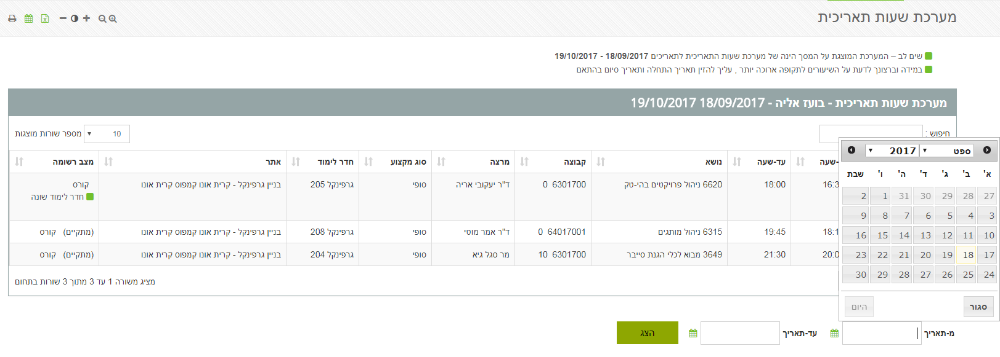 מערכת שעות תאריכית
שים לב – המערכת המוצגת על המסך הינה של מערכת שעות התאריכית לתאריכים 18/09/2017 - 19/10/2017
במידה וברצונך לדעת על השיעורים לתקופה ארוכה יותר , עליך להזין תאריך התחלה ותאריך סיום בהתאם
מערכת שעות תאריכית - בועז אליה - 18/09/2017 19/10/2017
חיפוש :
10 מספר שורות מוצגות
-שעה עד-שעה נושא קבוצה מרצה סוג מקצוע חדר לימוד אתר מצב רשומה
16:3 18:00 6620 ניהול פרויקטים בהי-טק 6301700 0 ד"ר יעקובי אריה סופי גרפינקל 205 בניין גרפינקל - קרית אונו קמפוס קרית אונו קורס
חדר לימוד שונה
18:1 19:45 6315 ניהול מותגים 64017001 0 ד"ר אמר מוטי סופי גרפינקל 208 בניין גרפינקל - קרית אונו קמפוס קרית אונו (מתקיים) קורס
20:0 21:30 3649 מבוא לכלי הגנת סייבר 6301700 10 מר סגל גיא סופי גרפינקל 204 בניין גרפינקל - קרית אונו קמפוס קרית אונו (מתקיים) קורס
מציג משורה 1 עד 3 מתוך 3 שורות בתחום
ספט 2017
א' ב' ג' ד' ה' ו' שבת
27 28 29 30 31 1 2
3 4 5 6 7 8 9
10 11 12 13 14 15 16
17 18 19 20 21 22 23
24 25 26 27 28 29 30
סגור היום
מ-תאריך עד-תאריך הצג